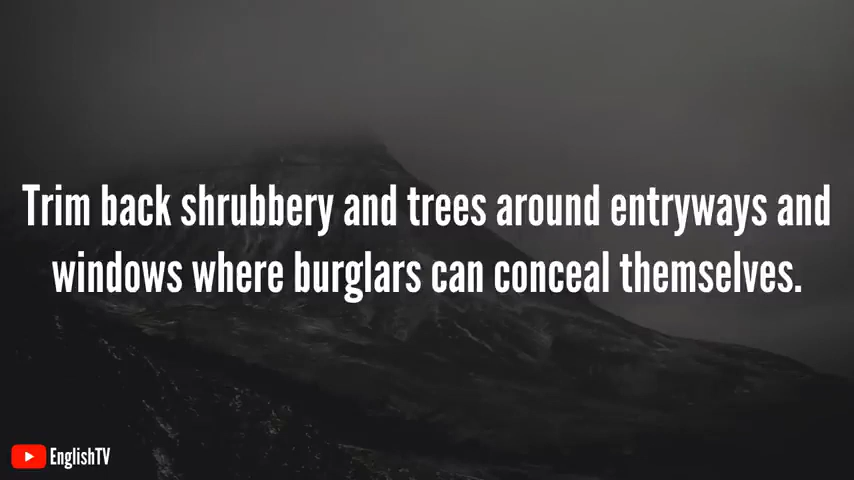 Trim back shrubbery and trees around entryways and
windows where burglars can conceal themselves.
EnglishTV